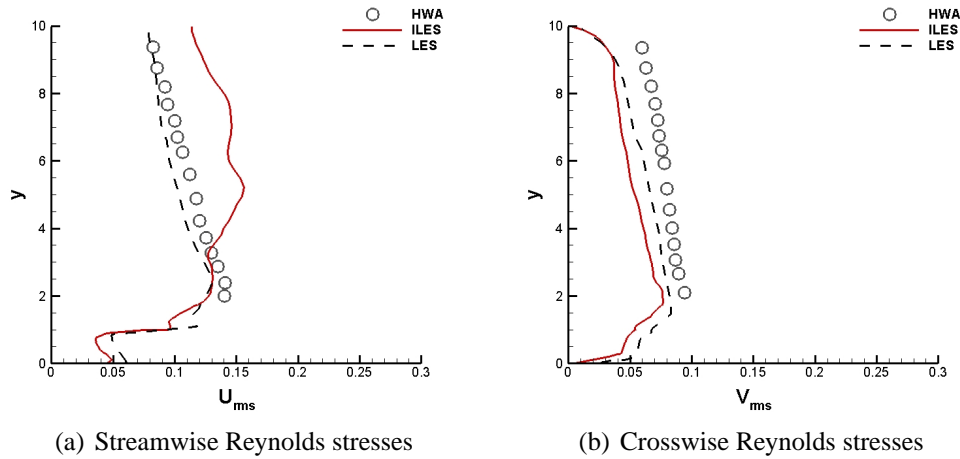 HWA
ILES
LES
10
8
6
4
2
0
y
0
0.05
0.1
0.15
0.2
0.25
0.3
Urms
(a) Streamwise Reynolds stresses
HWA
ILES
LES
10
8
6
4
2
0
y
0
0.05
0.1
0.15
0.2
0.25
0.3
Vrms
(b) Crosswise Reynolds stresses